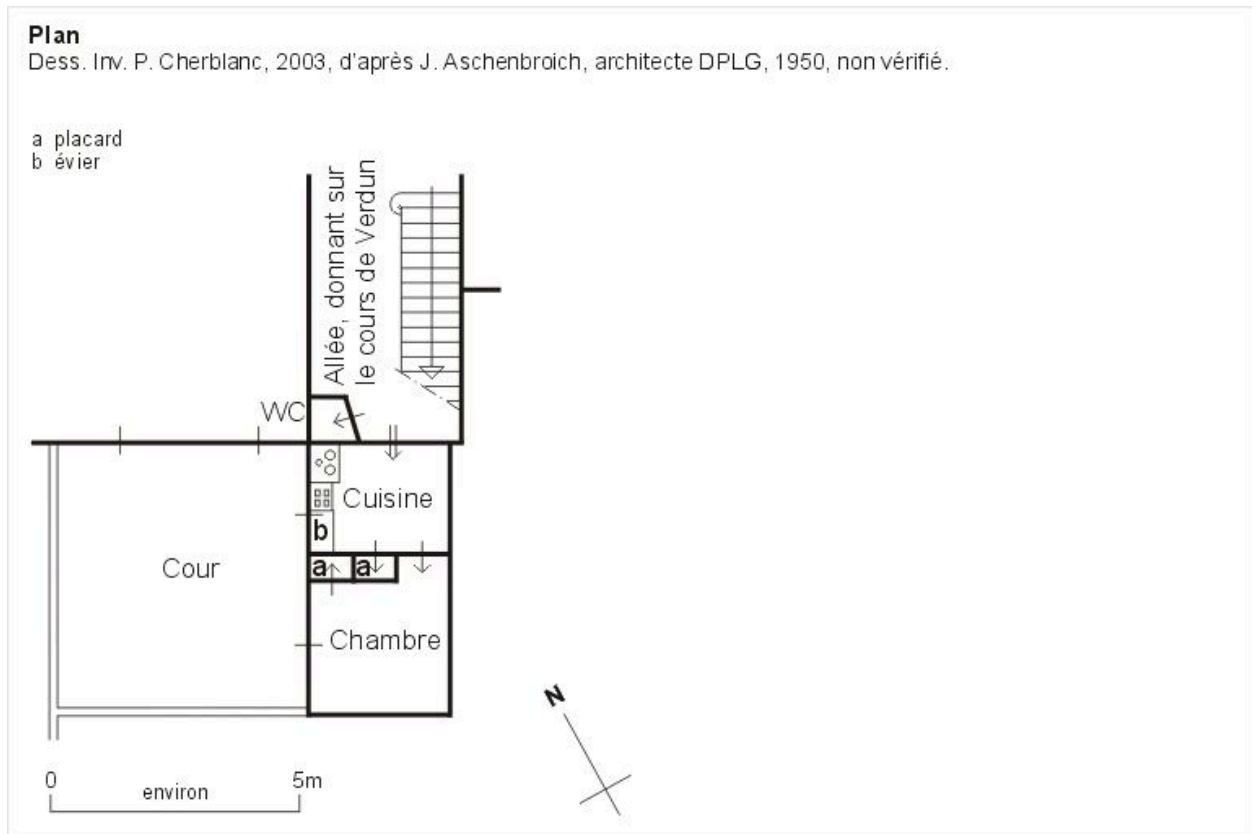 Plan
Dess. Inv. P. Cherblanc, 2003, d'après J. Aschenbroich, architecte DPLG, 1950, non vérifié.
a placard
b évier
Allée, donnant sur
le cours de Verdun
WC
Cuisine
b
a a
Cour
Chambre
N
0 5m
environ